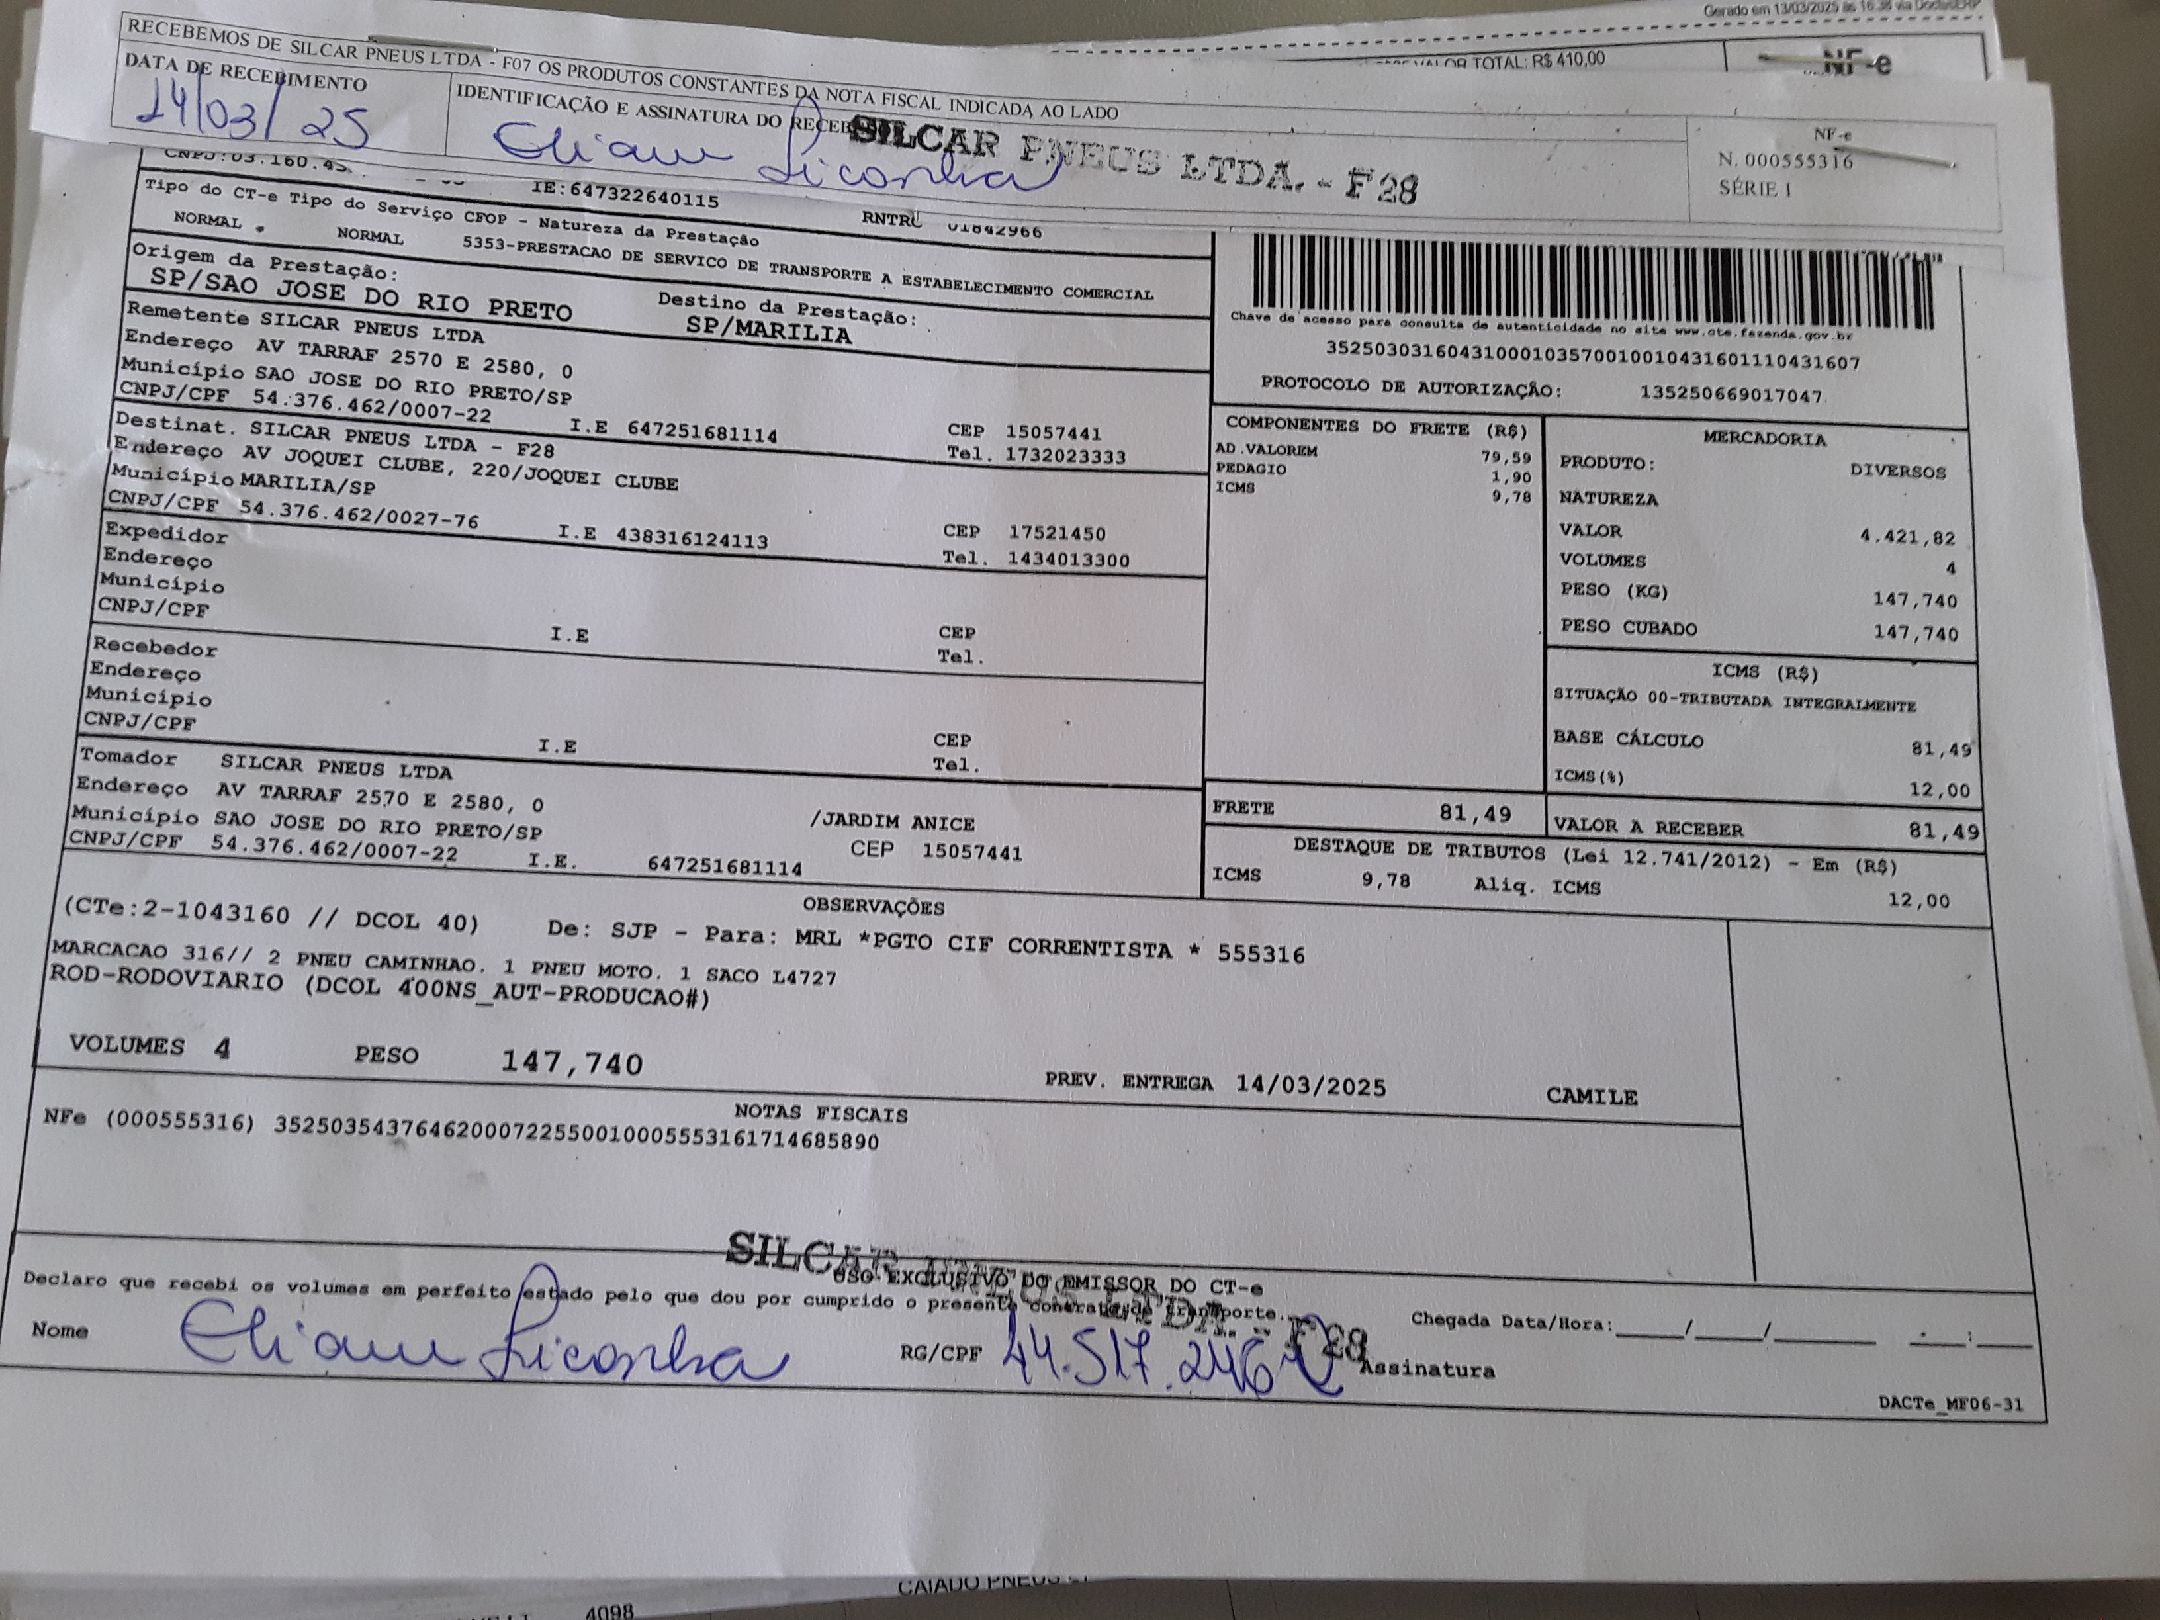 Gerado em 13/03/2025 às 16:38 via
VALOR TOTAL: R$ 410,00
NF-e
RECEBEMOS DE SILCAR PNEUS LTDA - F07 OS PRODUTOS CONSTANTES DA NOTA FISCAL INDICADA AO LADO
DATA DE RECEBIMENTO
14/03/25
IDENTIFICAÇÃO E ASSINATURA DO
SILCAR PNEUS LTDA. - F28
NF-e
N. 000555316
SÉRIE 1
CNPJ:03.160.43
IE:647322640115
RNTRC 01842966
Tipo do CT-e Tipo do Serviço CFOP - Natureza da Prestação
NORMAL NORMAL 5353-PRESTACAO DE SERVICO DE TRANSPORTE A ESTABELECIMENTO COMERCIAL
Origem da Prestação: Destino da Prestação:
SP/SAO JOSE DO RIO PRETO SP/MARILIA
Remetente SILCAR PNEUS LTDA
Endereço AV TARRAF 2570 E 2580, 0
Município SAO JOSE DO RIO PRETO/SP CEP 15057441
CNPJ/CPF 54.376.462/0007-22 I.E 647251681114 Tel. 1732023333
Destinat. SILCAR PNEUS LTDA - F28
Endereço AV JOQUEI CLUBE, 220/JOQUEI CLUBE
Município MARILIA/SP CEP 17521450
CNPJ/CPF 54.376.462/0027-76 I.E 438316124113 Tel. 1434013300
Expedidor
Endereço
Município CEP
CNPJ/CPF I.E Tel.
Recebedor
Endereço
Município CEP
CNPJ/CPF I.E Tel.
Tomador SILCAR PNEUS LTDA
Endereço AV TARRAF 2570 E 2580, 0 /JARDIM ANICE
Município SAO JOSE DO RIO PRETO/SP CEP 15057441
CNPJ/CPF 54.376.462/0007-22 I.E. 647251681114
Chave de acesso para consulta de autenticidade no site www.cte.fazenda.gov.br
35250303160431000103570010010431601110431607
PROTOCOLO DE AUTORIZAÇÃO: 135250669017047
COMPONENTES DO FRETE (R$)
AD.VALOREM 79,59
PEDAGIO 1,90
ICMS 9,78
MERCADORIA
PRODUTO: DIVERSOS
NATUREZA
VALOR 4.421,82
VOLUMES 4
PESO (KG) 147,740
PESO CUBADO 147,740
ICMS (R$)
SITUAÇÃO 00-TRIBUTADA INTEGRALMENTE
BASE CÁLCULO 81,49
ICMS(%) 12,00
FRETE 81,49
VALOR A RECEBER 81,49
DESTAQUE DE TRIBUTOS (Lei 12.741/2012) - Em (R$)
ICMS 9,78 Aliq. ICMS 12,00
OBSERVAÇÕES
(CTe:2-1043160 // DCOL 40) De: SJP - Para: MRL *PGTO CIF CORRENTISTA * 555316
MARCACAO 316// 2 PNEU CAMINHAO. 1 PNEU MOTO. 1 SACO L4727
ROD-RODOVIARIO (DCOL 400NS_AUT-PRODUCAO#)
VOLUMES 4 PESO 147,740 PREV. ENTREGA 14/03/2025 CAMILE
NOTAS FISCAIS
NFe (000555316) 35250354376462000722550010005553161714685890
SILCAR PNEUS LTDA. - F28
USO EXCLUSIVO DO EMISSOR DO CT-e
Declaro que recebi os volumes em perfeito estado pelo que dou por cumprido o presente contrato de transporte.
Chegada Data/Hora:_____/_____/_________ ___:_____
Nome RG/CPF 44.517.246 Assinatura
DACTe_MF06-31
CAIADO PNEUS
4098